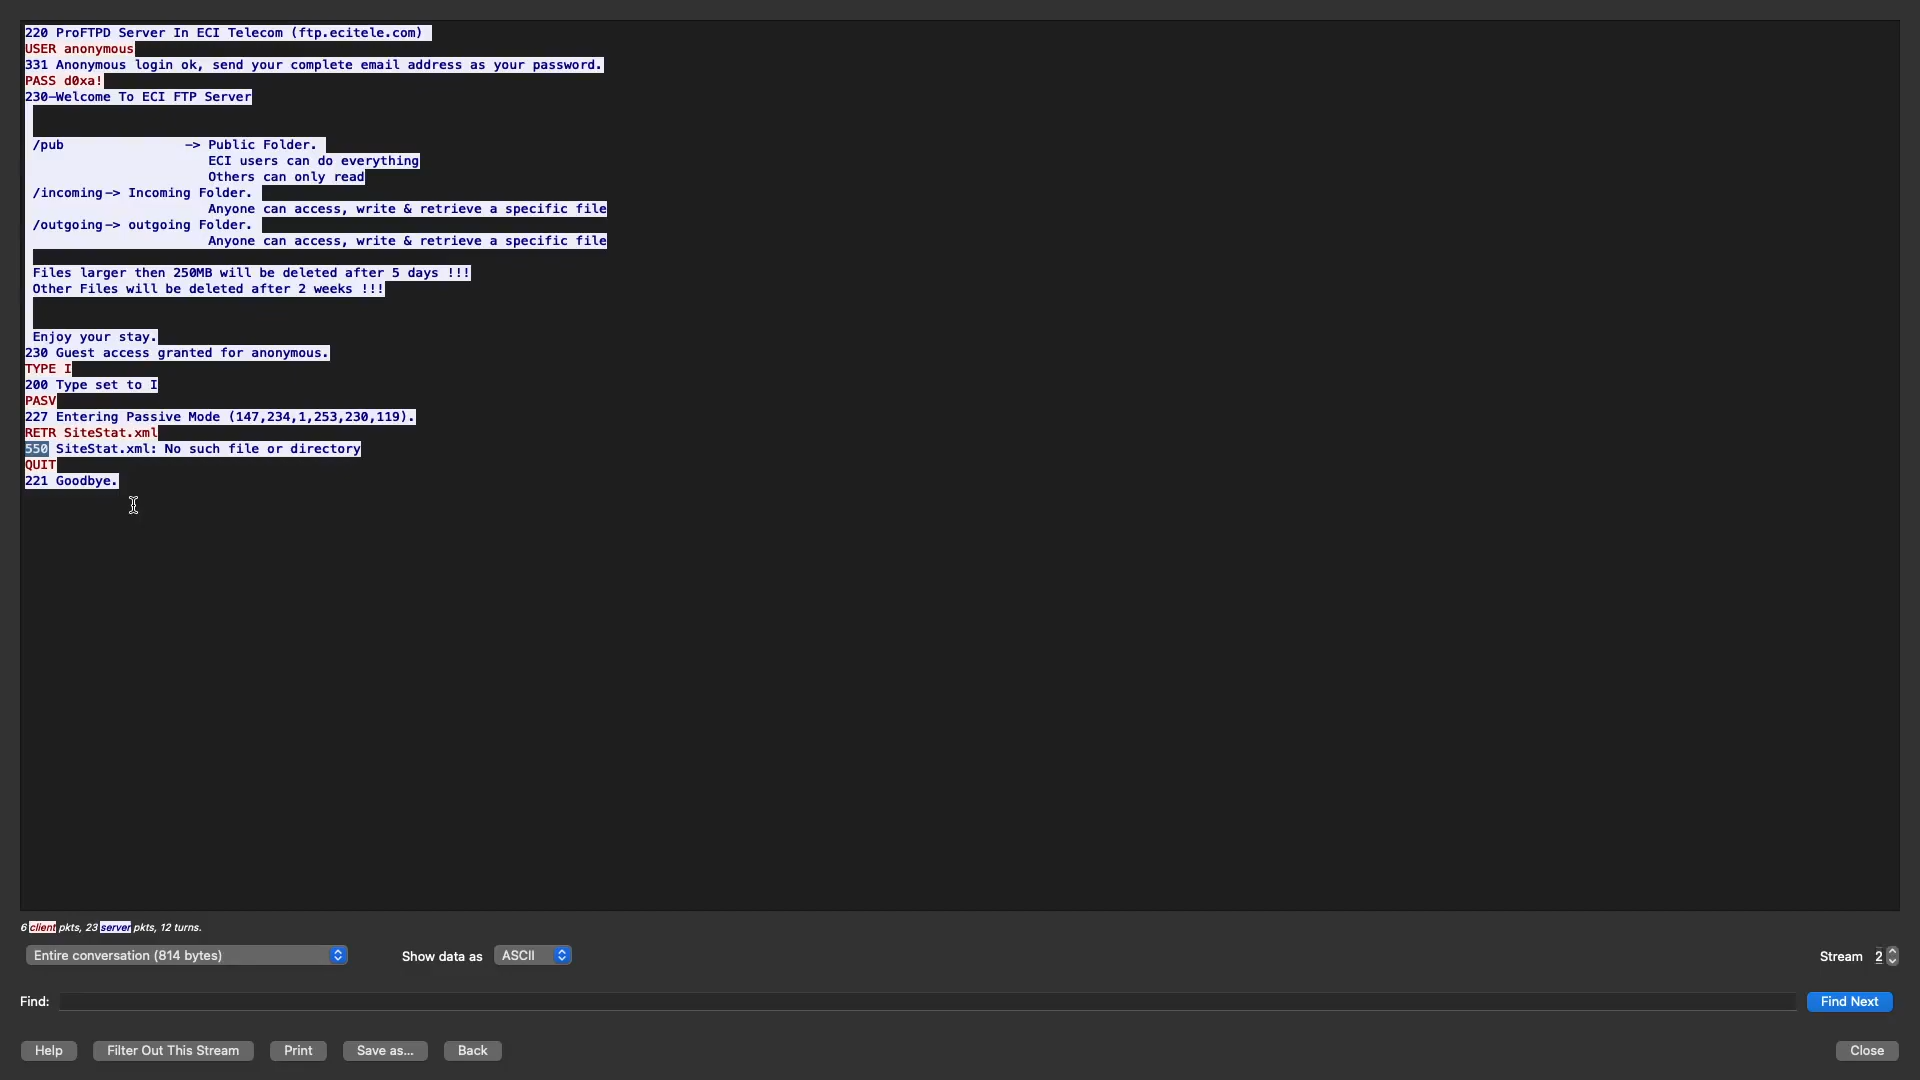 220 ProFTPD Server In ECI Telecom (ftp.ecitele.com)
USER anonymous
331 Anonymous login ok, send your complete email address as your password.
PASS d0xa!
230-Welcome To ECI FTP Server
/pub -> Public Folder.
ECI users can do everything
Others can only read
/incoming-> Incoming Folder.
Anyone can access, write & retrieve a specific file
/outgoing-> outgoing Folder.
Anyone can access, write & retrieve a specific file
Files larger then 250MB will be deleted after 5 days !!!
Other Files will be deleted after 2 weeks !!!
Enjoy your stay.
230 Guest access granted for anonymous.
TYPE I
200 Type set to I
PASV
227 Entering Passive Mode (147,234,1,253,230,119).
RETR SiteStat.xml
550 SiteStat.xml: No such file or directory
QUIT
221 Goodbye.
6 client pkts, 23 server pkts, 12 turns.
Entire conversation (814 bytes) Show data as ASCII Stream 2
Find: Find Next
Help Filter Out This Stream Print Save as... Back Close